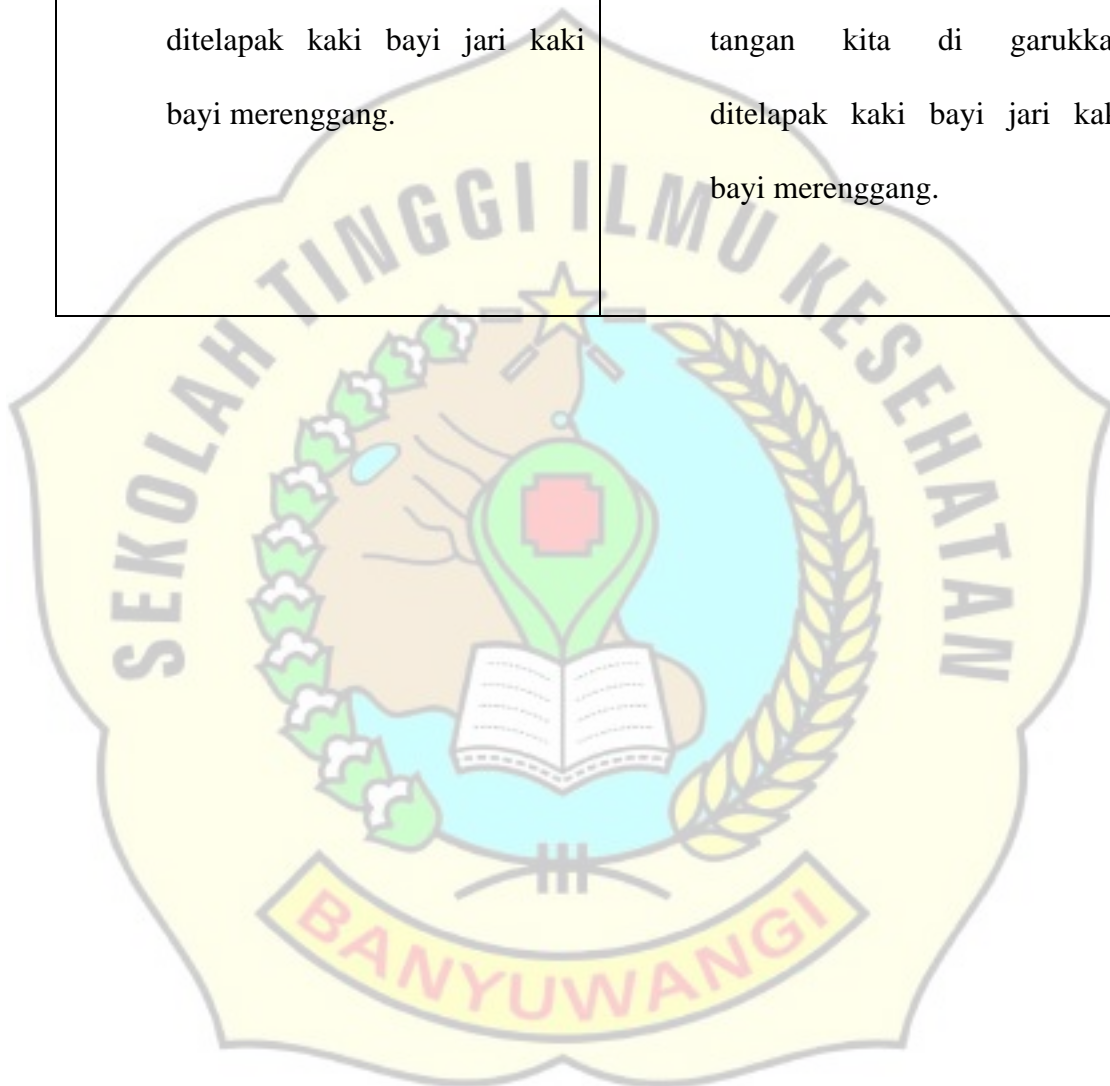 ditelapak kaki bayi jari kaki
bayi merenggang.
tangan kita di
ditelapak kaki bayi jari
bayi merenggang.
SEKOLAH TINGGI ILMU KESEHATAN
BANYUWANGI